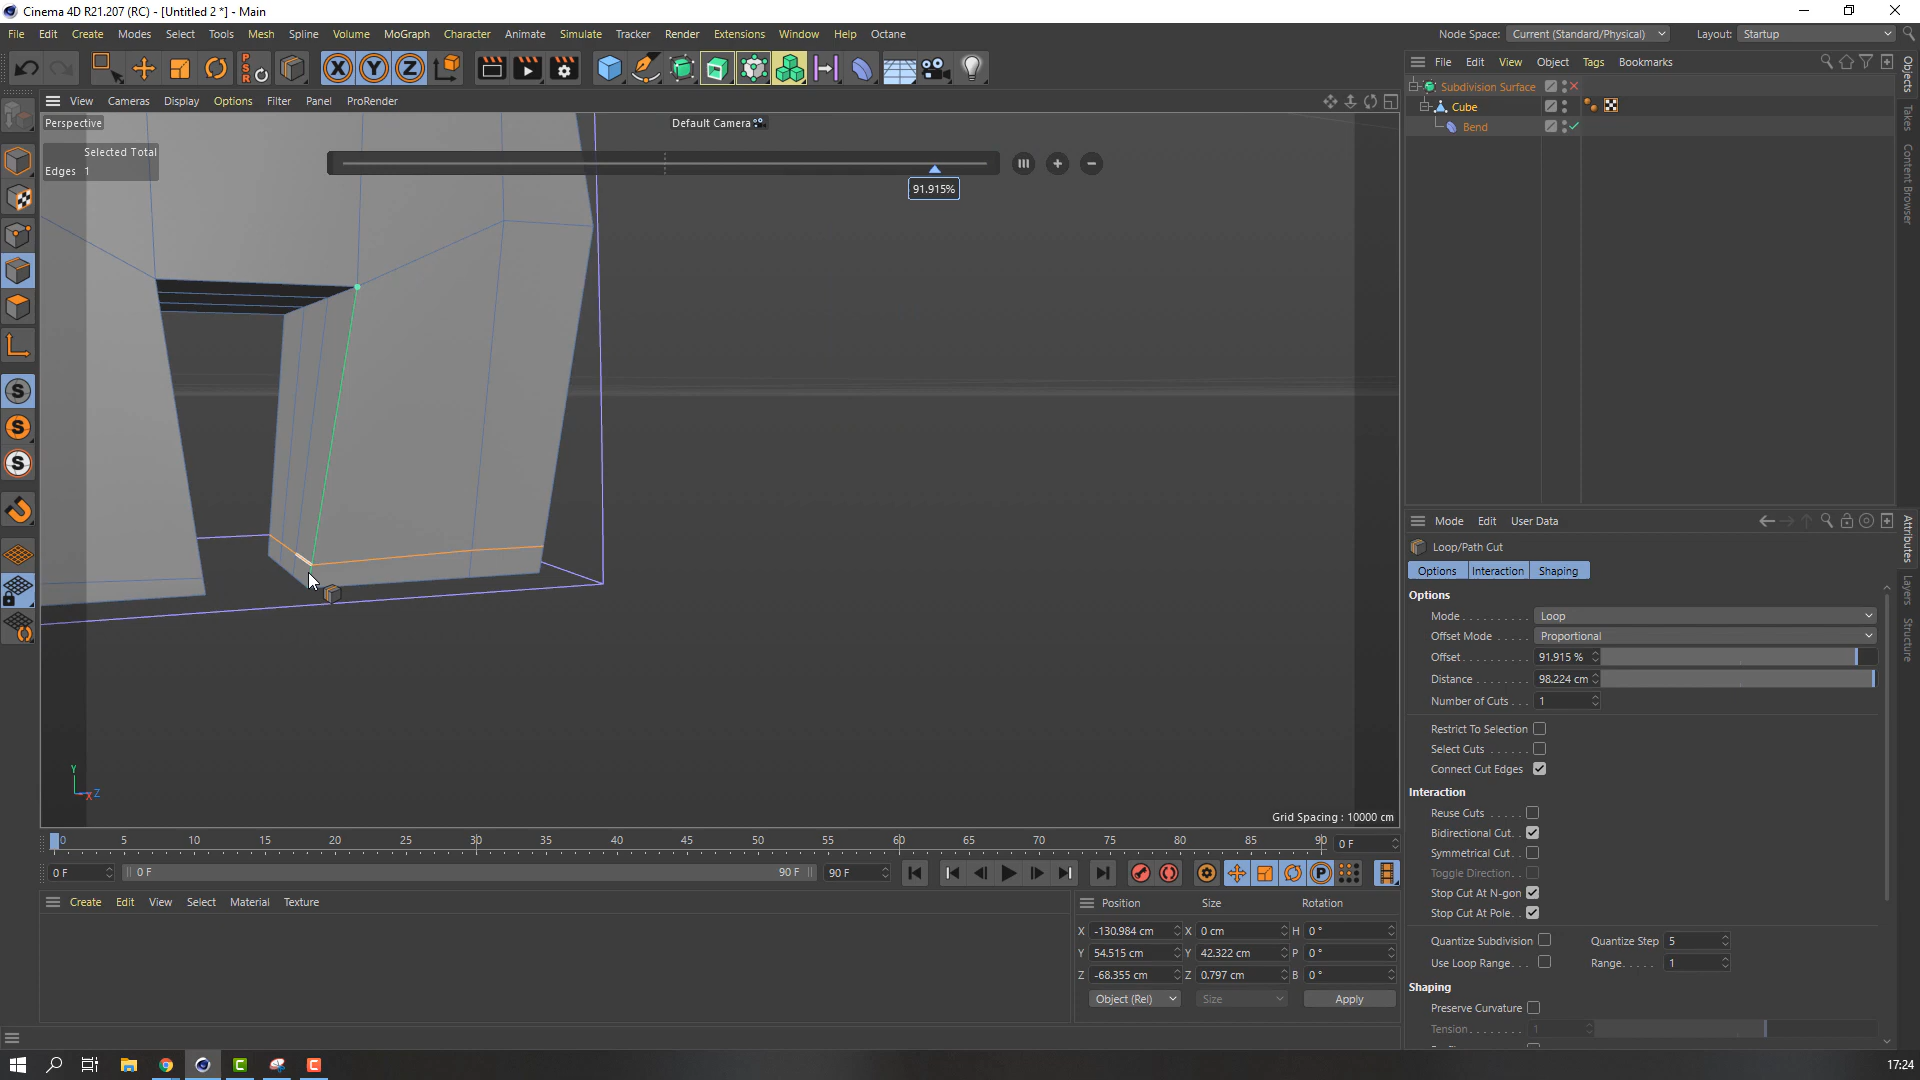 Cinema 4D R21.207 (RC) - [Untitled 2 *] - Main
File Edit Create Modes Select Tools Mesh Spline Volume MoGraph Character Animate Simulate Tracker Render Extensions Window Help Octane
Node Space: Current (Standard/Physical) Layout: Startup
P S R X Y Z
View Cameras Display Options Filter Panel ProRender
File Edit View Object Tags Bookmarks
Perspective
Default Camera
Selected Total
Edges 1
91.915%
Subdivision Surface
Cube
Bend
Objects
Takes
Content Browser
S
S
S
Mode Edit User Data
Loop/Path Cut
Options Interaction Shaping
Options
Mode . . . . . . . . . . Loop
Offset Mode . . . . . Proportional
Offset. . . . . . . . . . 91.915 %
Distance . . . . . . . . 98.224 cm
Number of Cuts . . . 1
Restrict To Selection
Select Cuts . . . . . .
Connect Cut Edges
Interaction
Reuse Cuts . . . . .
Bidirectional Cut. .
Symmetrical Cut. .
Toggle Direction. .
Stop Cut At N-gon
Stop Cut At Pole. .
Quantize Subdivision Quantize Step 5
Use Loop Range. . . Range. . . . . 1
Shaping
Preserve Curvature
Tension. . . . . . . . . 1
Attributes
Layers
Structure
Y
X Z
Grid Spacing : 10000 cm
0 5 10 15 20 25 30 35 40 45 50 55 60 65 70 75 80 85 90 0 F
0 F 0 F 90 F 90 F P
Create Edit View Select Material Texture
Position Size Rotation
X -130.984 cm X 0 cm H 0 °
Y 54.515 cm Y 42.322 cm P 0 °
Z -68.355 cm Z 0.797 cm B 0 °
Object (Rel) Size Apply
17:24